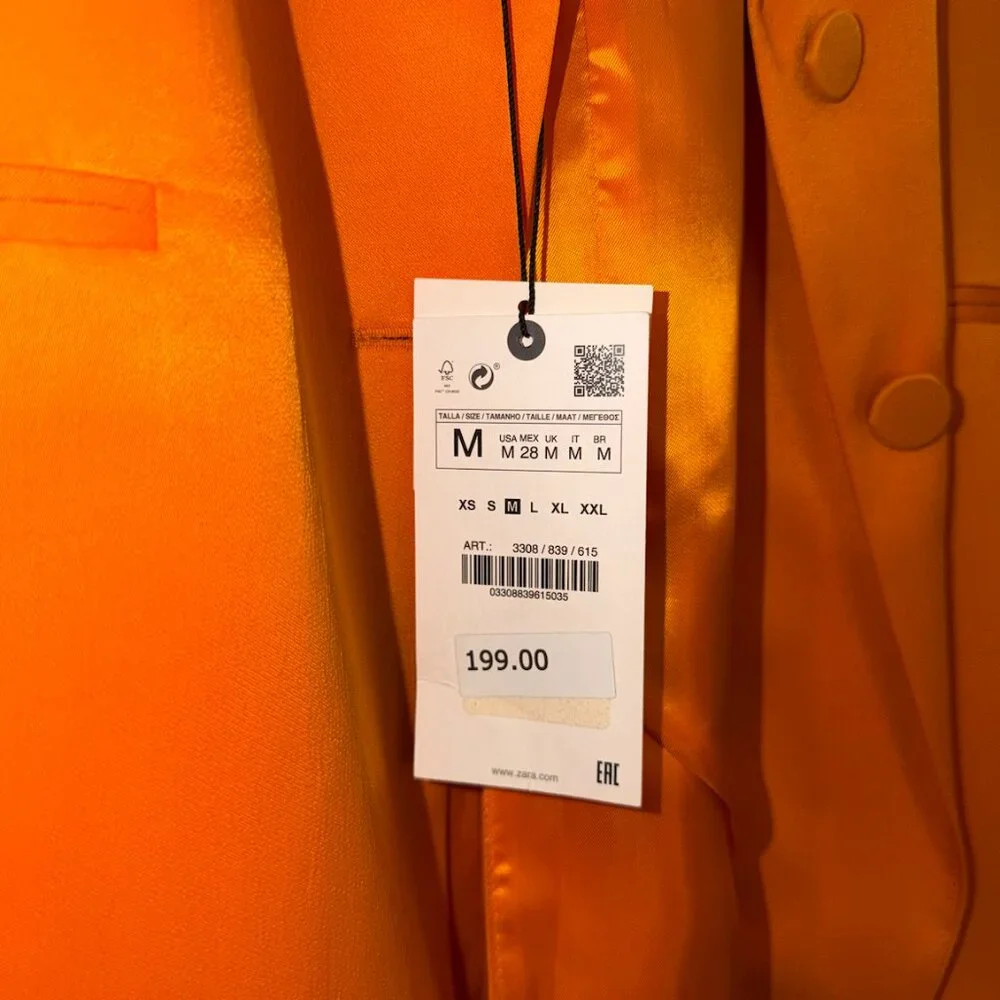 FSC
®
TALLA / SIZE / TAMANHO / TAILLE / MAAT / ΜΕΓΕΘΟΣ
M
USA MEX UK IT BR
M 28 M M M
XS S M L XL XXL
ART.: 3308 / 839 / 615
03308839615035
199.00
www.zara.com
EAC